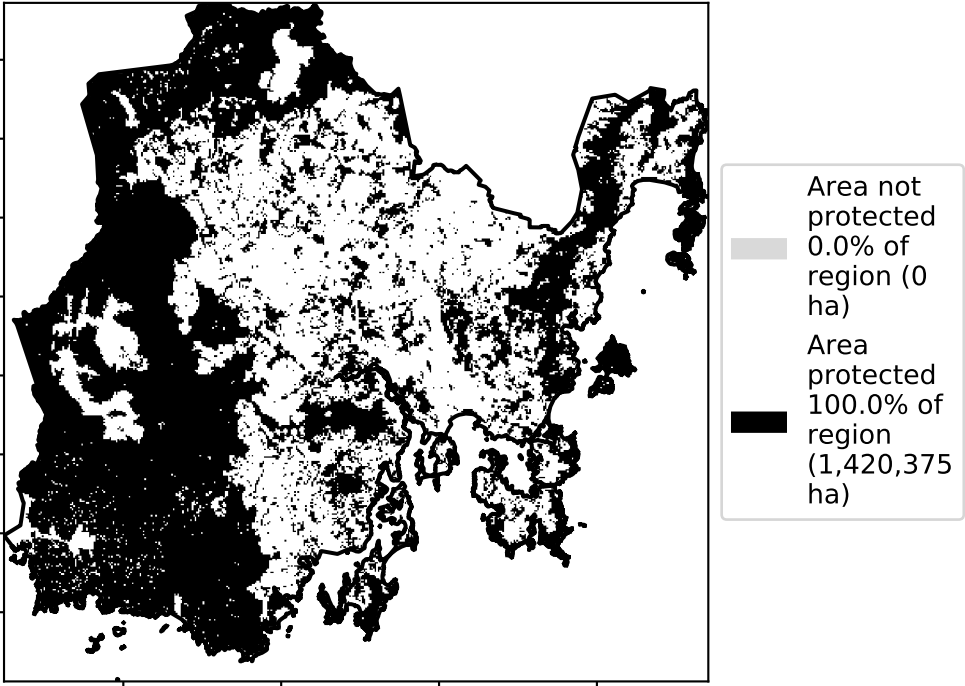 Area not
protected
0.0% of
region (0
ha)
Area
protected
100.0% of
region
(1,420,375
ha)